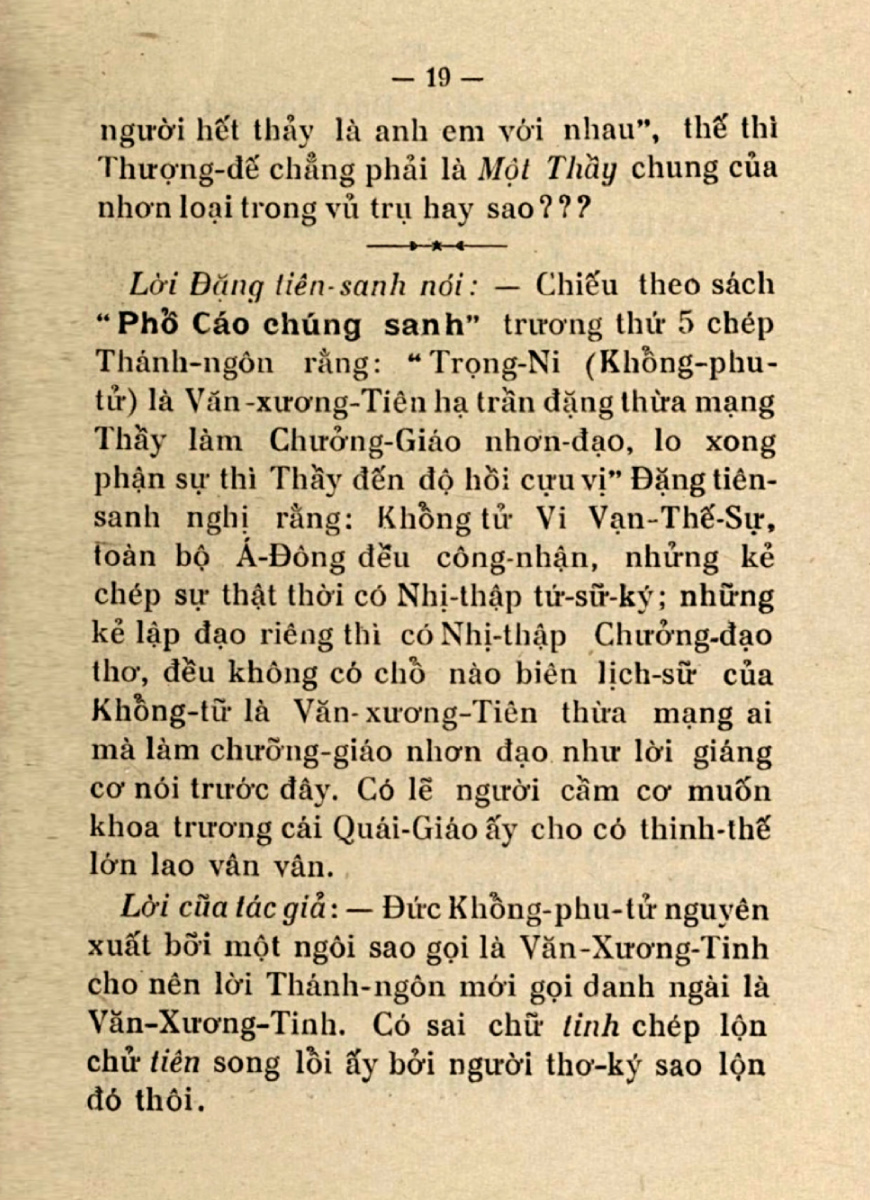 — 19 —
người hết thảy là anh em với nhau”, thế thì
Thượng-đế chẳng phải là Một Thầy chung của
nhơn loại trong vũ trụ hay sao???
Lời Đặng tiên-sanh nói: — Chiếu theo sách
“Phổ Cáo chúng sanh” trương thứ 5 chép
Thánh-ngôn rằng: “Trọng-Ni (Khổng-phu-
tử) là Văn-xương-Tiên hạ trần đặng thừa mạng
Thầy làm Chưởng-Giáo nhơn-đạo, lo xong
phận sự thì Thầy đến độ hồi cựu vị” Đặng tiên-
sanh nghị rằng: Khổng tử Vi Vạn-Thế-Sự,
toàn bộ Á-Đông đều công-nhận, những kẻ
chép sự thật thời có Nhị-thập tứ-sữ-ký; những
kẻ lập đạo riêng thì có Nhị-thập Chưởng-đạo
thơ, đều không có chổ nào biên lịch-sữ của
Khổng-tữ là Văn-xương-Tiên thừa mạng ai
mà làm chưỡng-giáo nhơn đạo như lời giáng
cơ nói trước đây. Có lẽ người cầm cơ muốn
khoa trương cái Quái-Giáo ấy cho có thinh-thế
lớn lao vân vân.
Lời cũa tác giả: — Đức Khổng-phu-tử nguyên
xuất bỡi một ngôi sao gọi là Văn-Xương-Tinh
cho nên lời Thánh-ngôn mới gọi danh ngài là
Văn-Xương-Tinh. Có sai chữ tinh chép lộn
chử tiên song lồi ấy bởi người thơ-ký sao lộn
đó thôi.